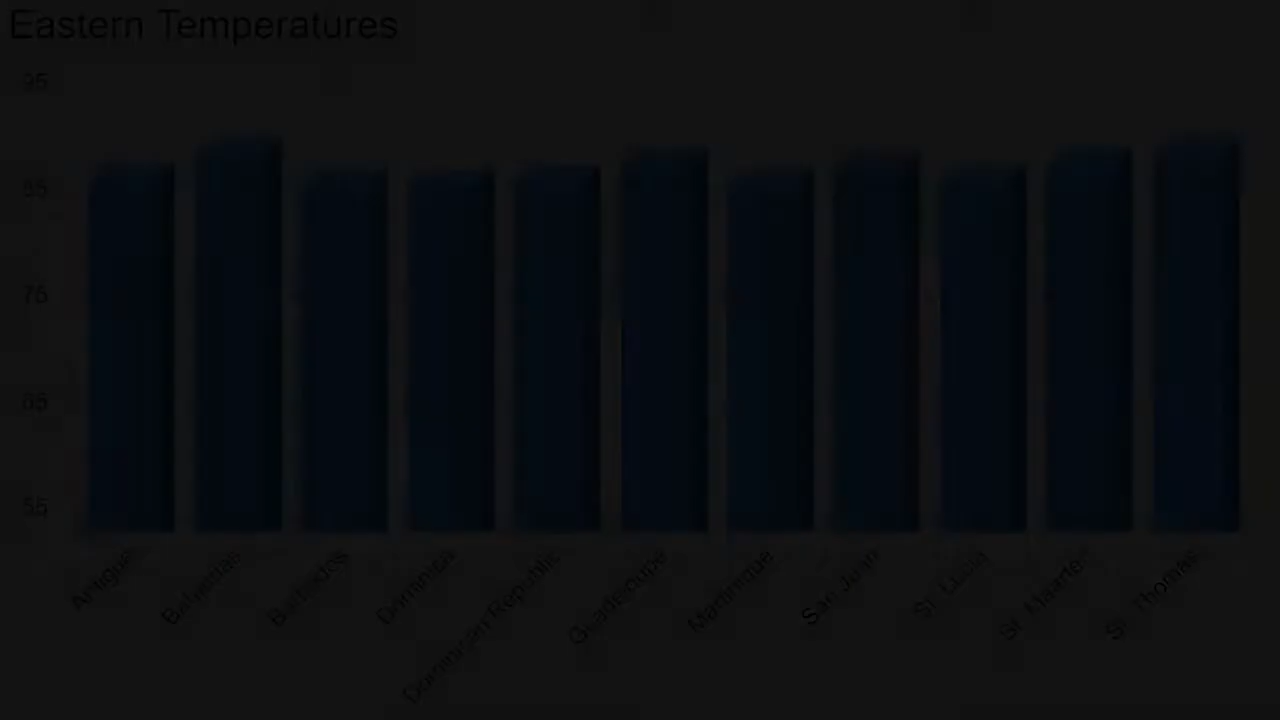 Eastern Temperatures
95
85
75
65
55
Antigua
Bahamas
Barbados
Dominica
Dominican Republic
Guadeloupe
Martinique
San Juan
St. Lucia
St. Maarten
St. Thomas